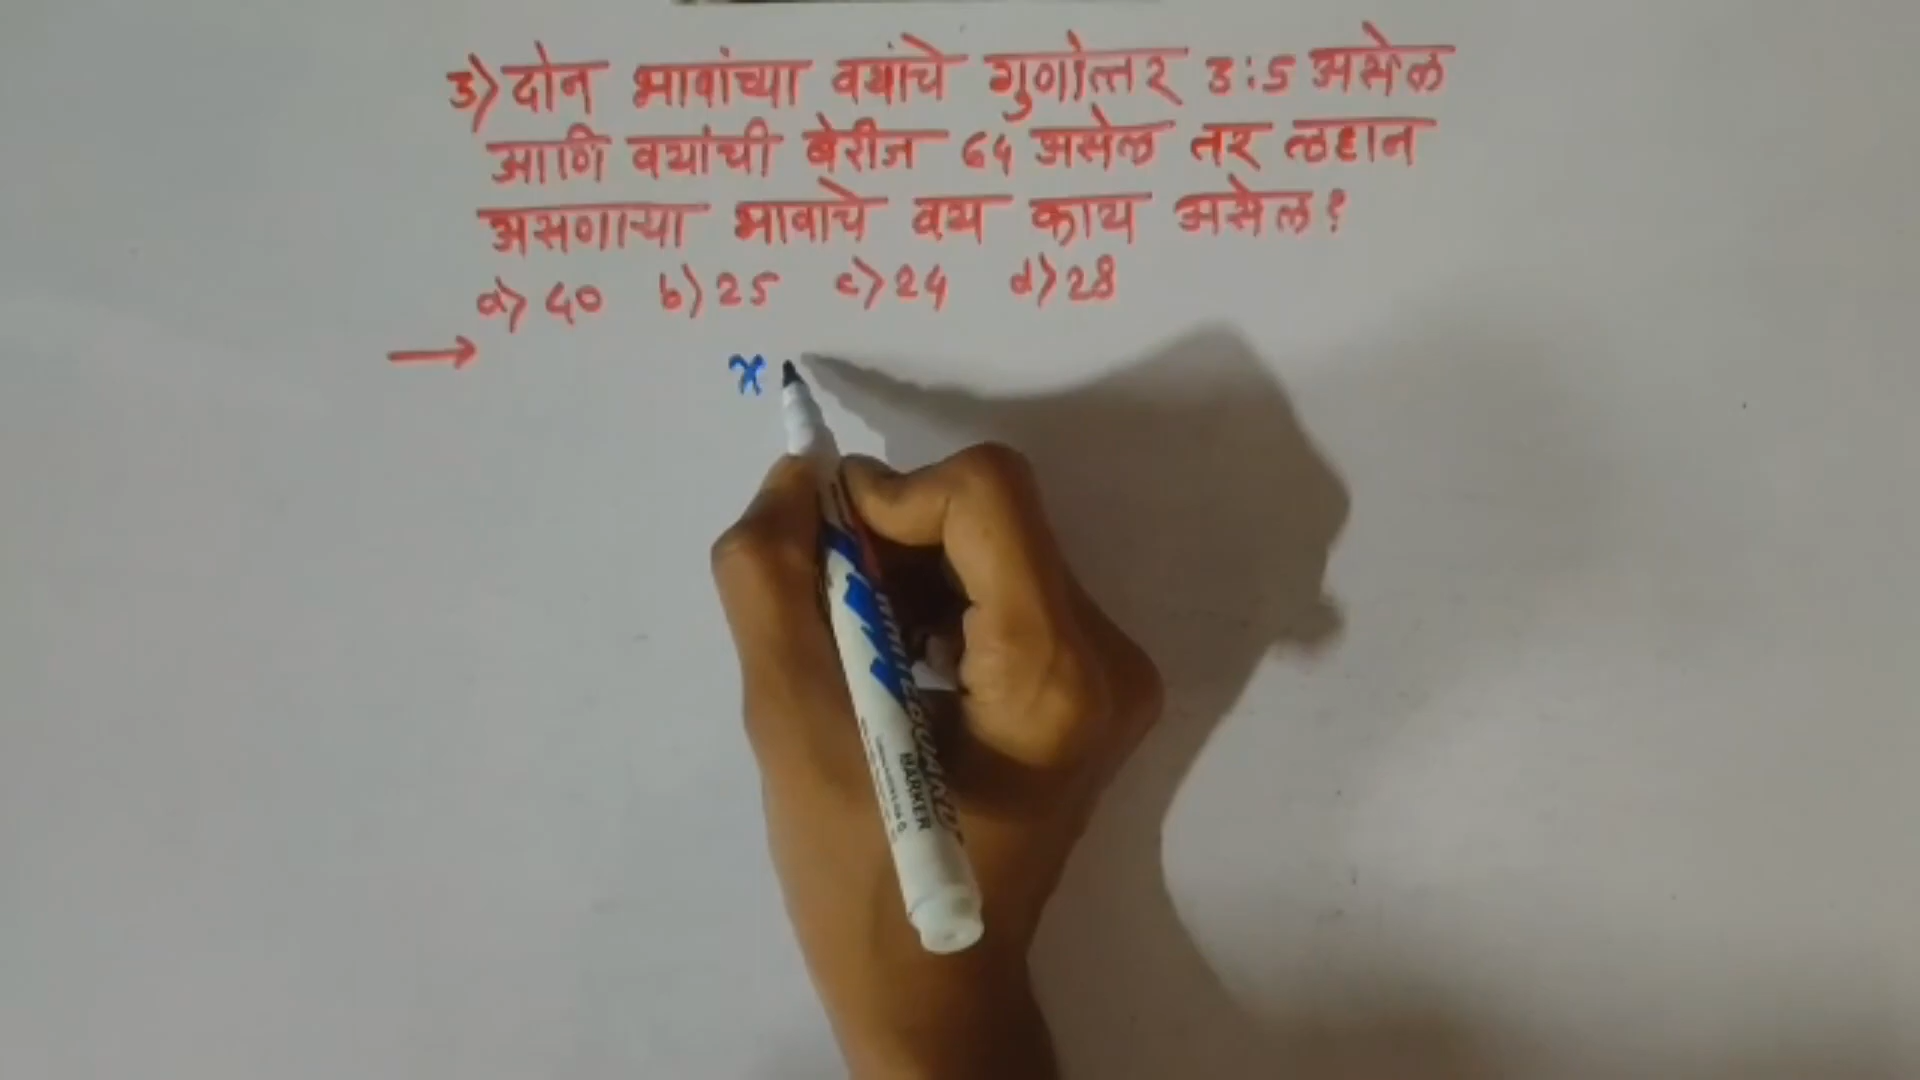 3) दोन भावांच्या वयांचे गुणोत्तर 3:5 असेल
आणि वयांची बेरीज 64 असेल तर लहान
असणाऱ्या भावाचे वय काय असेल?
a) 40 b) 25 c) 24 d) 28
→ x
MARKER